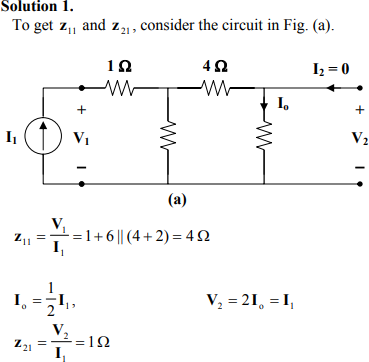 Solution 1.
To get z₁₁ and z₂₁, consider the circuit in Fig. (a).
1 Ω 4 Ω I₂ = 0
+ Iₒ +
I₁ V₁ V₂
− −
(a)
z₁₁ = V₁/I₁ = 1 + 6 || (4 + 2) = 4 Ω
Iₒ = 1/2 I₁, V₂ = 2Iₒ = I₁
z₂₁ = V₂/I₁ = 1Ω